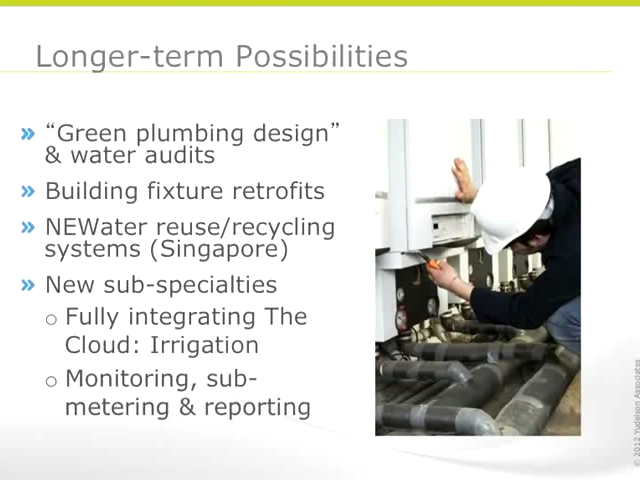 Longer-term Possibilities
» “Green plumbing design”
& water audits
» Building fixture retrofits
» NEWater reuse/recycling
systems (Singapore)
» New sub-specialties
o Fully integrating The
Cloud: Irrigation
o Monitoring, sub-
metering & reporting
© 2012 Yudelson Associates